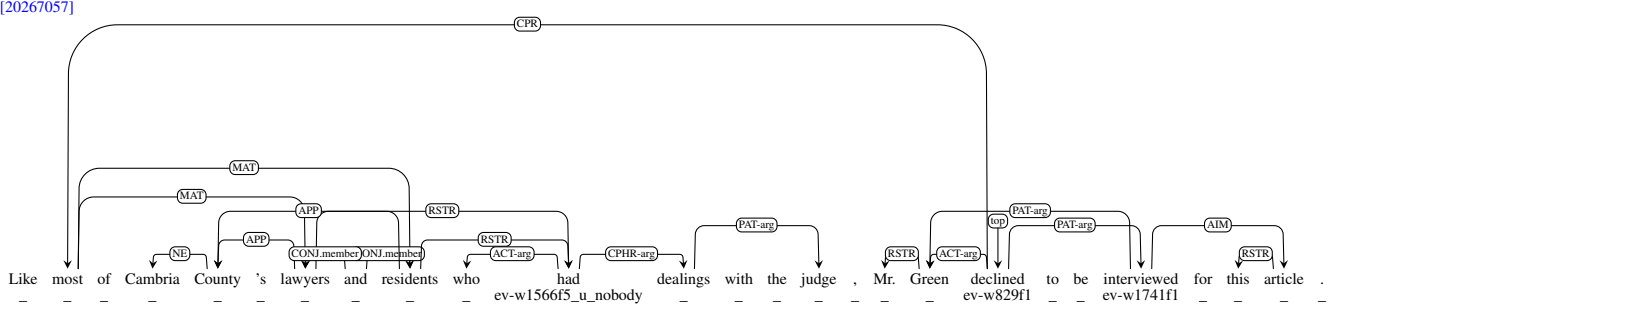 [20267057]
CPR
MAT
MAT
APP RSTR
top PAT-arg
PAT-arg PAT-arg AIM
APP RSTR
NE CONJ.member ONJ.member ACT-arg CPHR-arg RSTR ACT-arg RSTR
Like most of Cambria County 's lawyers and residents who had dealings with the judge , Mr. Green declined to be interviewed for this article .
_ _ _ _ _ _ _ _ _ _ ev-w1566f5_u_nobody _ _ _ _ _ _ _ ev-w829f1 _ _ ev-w1741f1 _ _ _ _